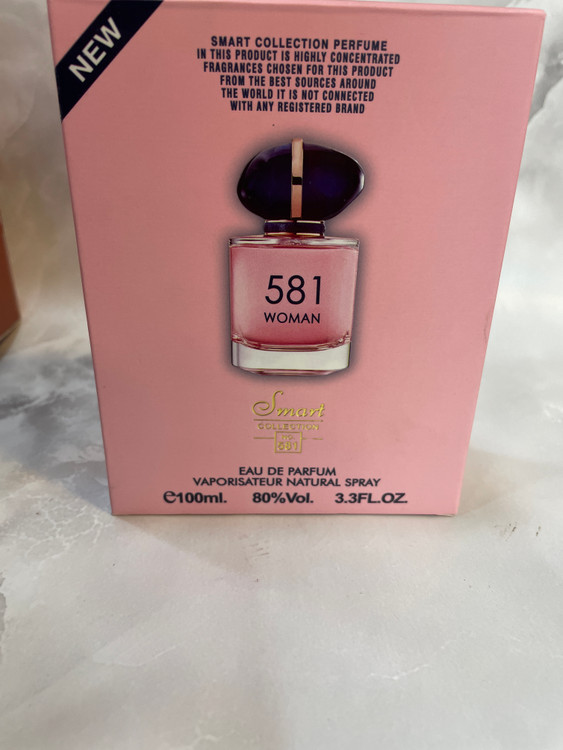 NEW
SMART COLLECTION PERFUME
IN THIS PRODUCT IS HIGHLY CONCENTRATED
FRAGRANCES CHOSEN FOR THIS PRODUCT
FROM THE BEST SOURCES AROUND
THE WORLD IT IS NOT CONNECTED
WITH ANY REGISTERED BRAND
581
WOMAN
Smart
COLLECTION
NO.
581
EAU DE PARFUM
VAPORISATEUR NATURAL SPRAY
℮100ml. 80%Vol. 3.3FL.OZ.